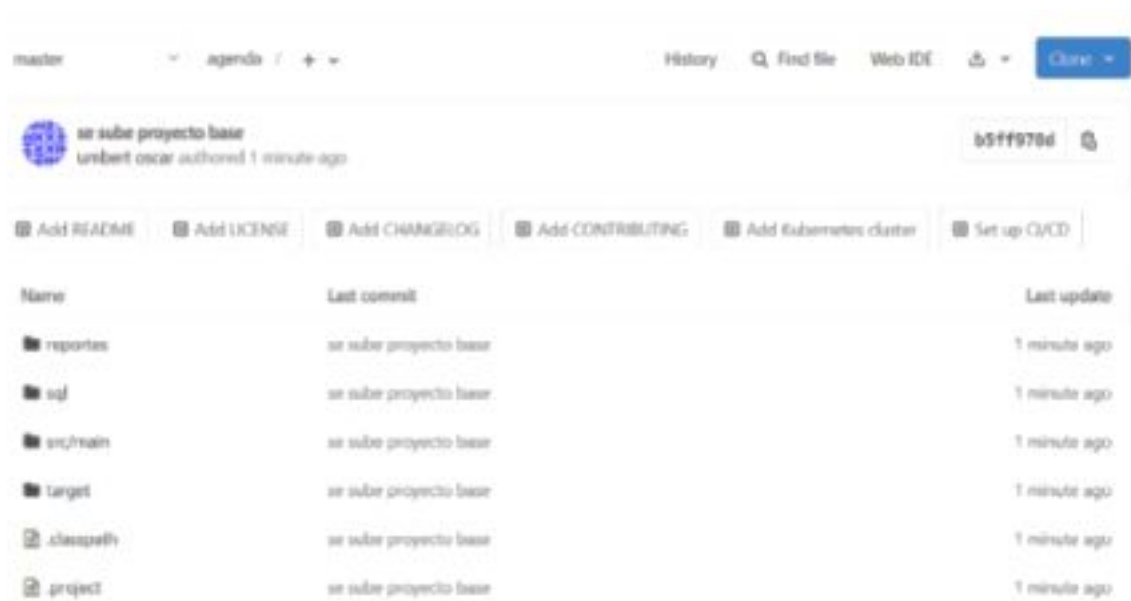 master agenda / + History Find file Web IDE Clone
se sube proyecto base
umbert oscar authored 1 minute ago
b5ff978d
Add README Add LICENSE Add CHANGELOG Add CONTRIBUTING Add Kubernetes cluster Set up CI/CD
Name Last commit Last update
reportes se sube proyecto base 1 minute ago
sql se sube proyecto base 1 minute ago
src/main se sube proyecto base 1 minute ago
target se sube proyecto base 1 minute ago
.classpath se sube proyecto base 1 minute ago
.project se sube proyecto base 1 minute ago